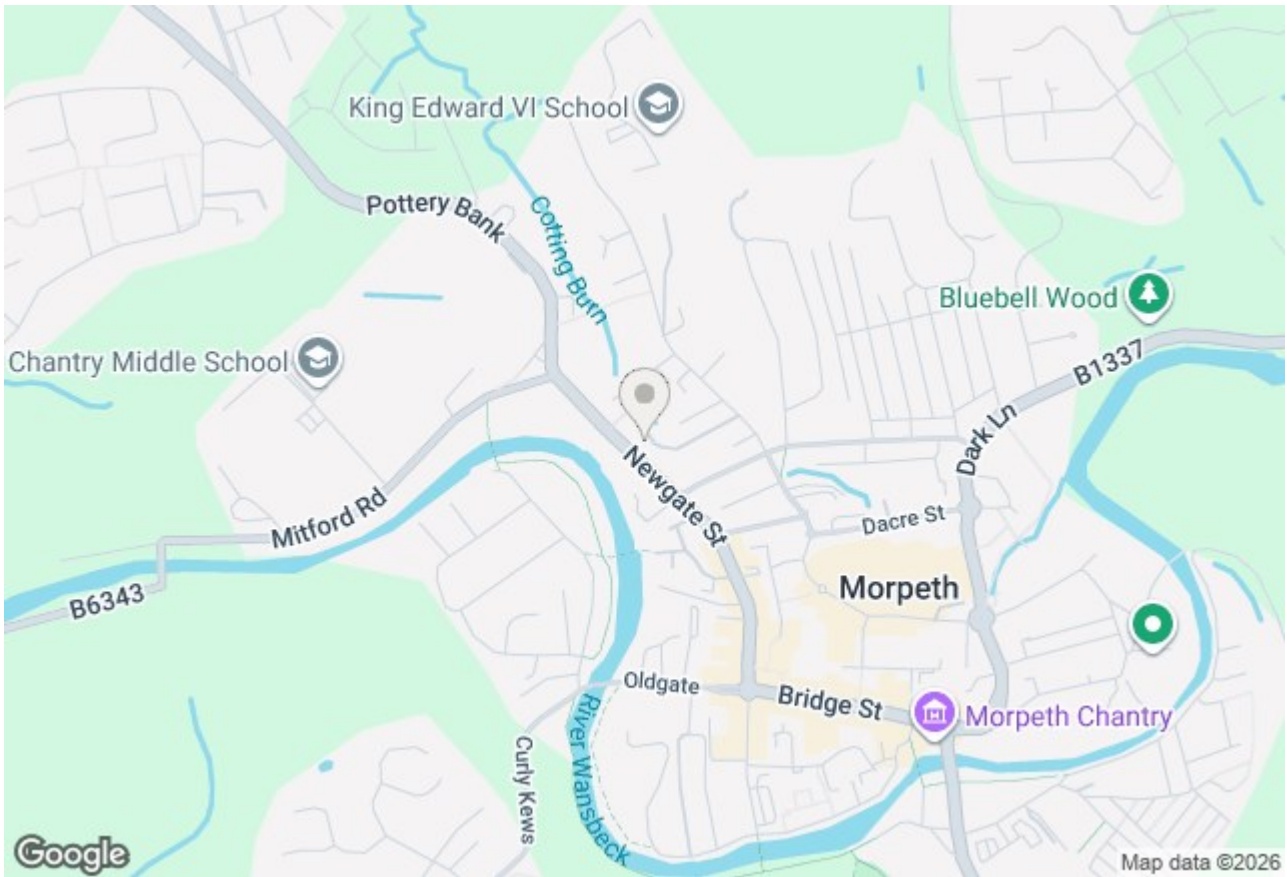 King Edward VI School
Pottery Bank
Cotting Burn
Bluebell Wood
Chantry Middle School
B1337
Dark Ln
Newgate St
Mitford Rd
Dacre St
Morpeth
B6343
Oldgate
Bridge St
River Wansbeck
Morpeth Chantry
Curly Kews
Google
Map data ©2026